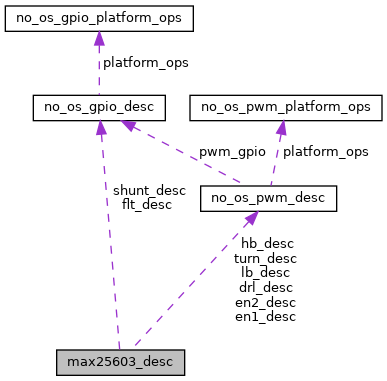 no_os_gpio_platform_ops
platform_ops
no_os_gpio_desc
no_os_pwm_platform_ops
pwm_gpio
platform_ops
shunt_desc
flt_desc
no_os_pwm_desc
hb_desc
turn_desc
lb_desc
drl_desc
en2_desc
en1_desc
max25603_desc